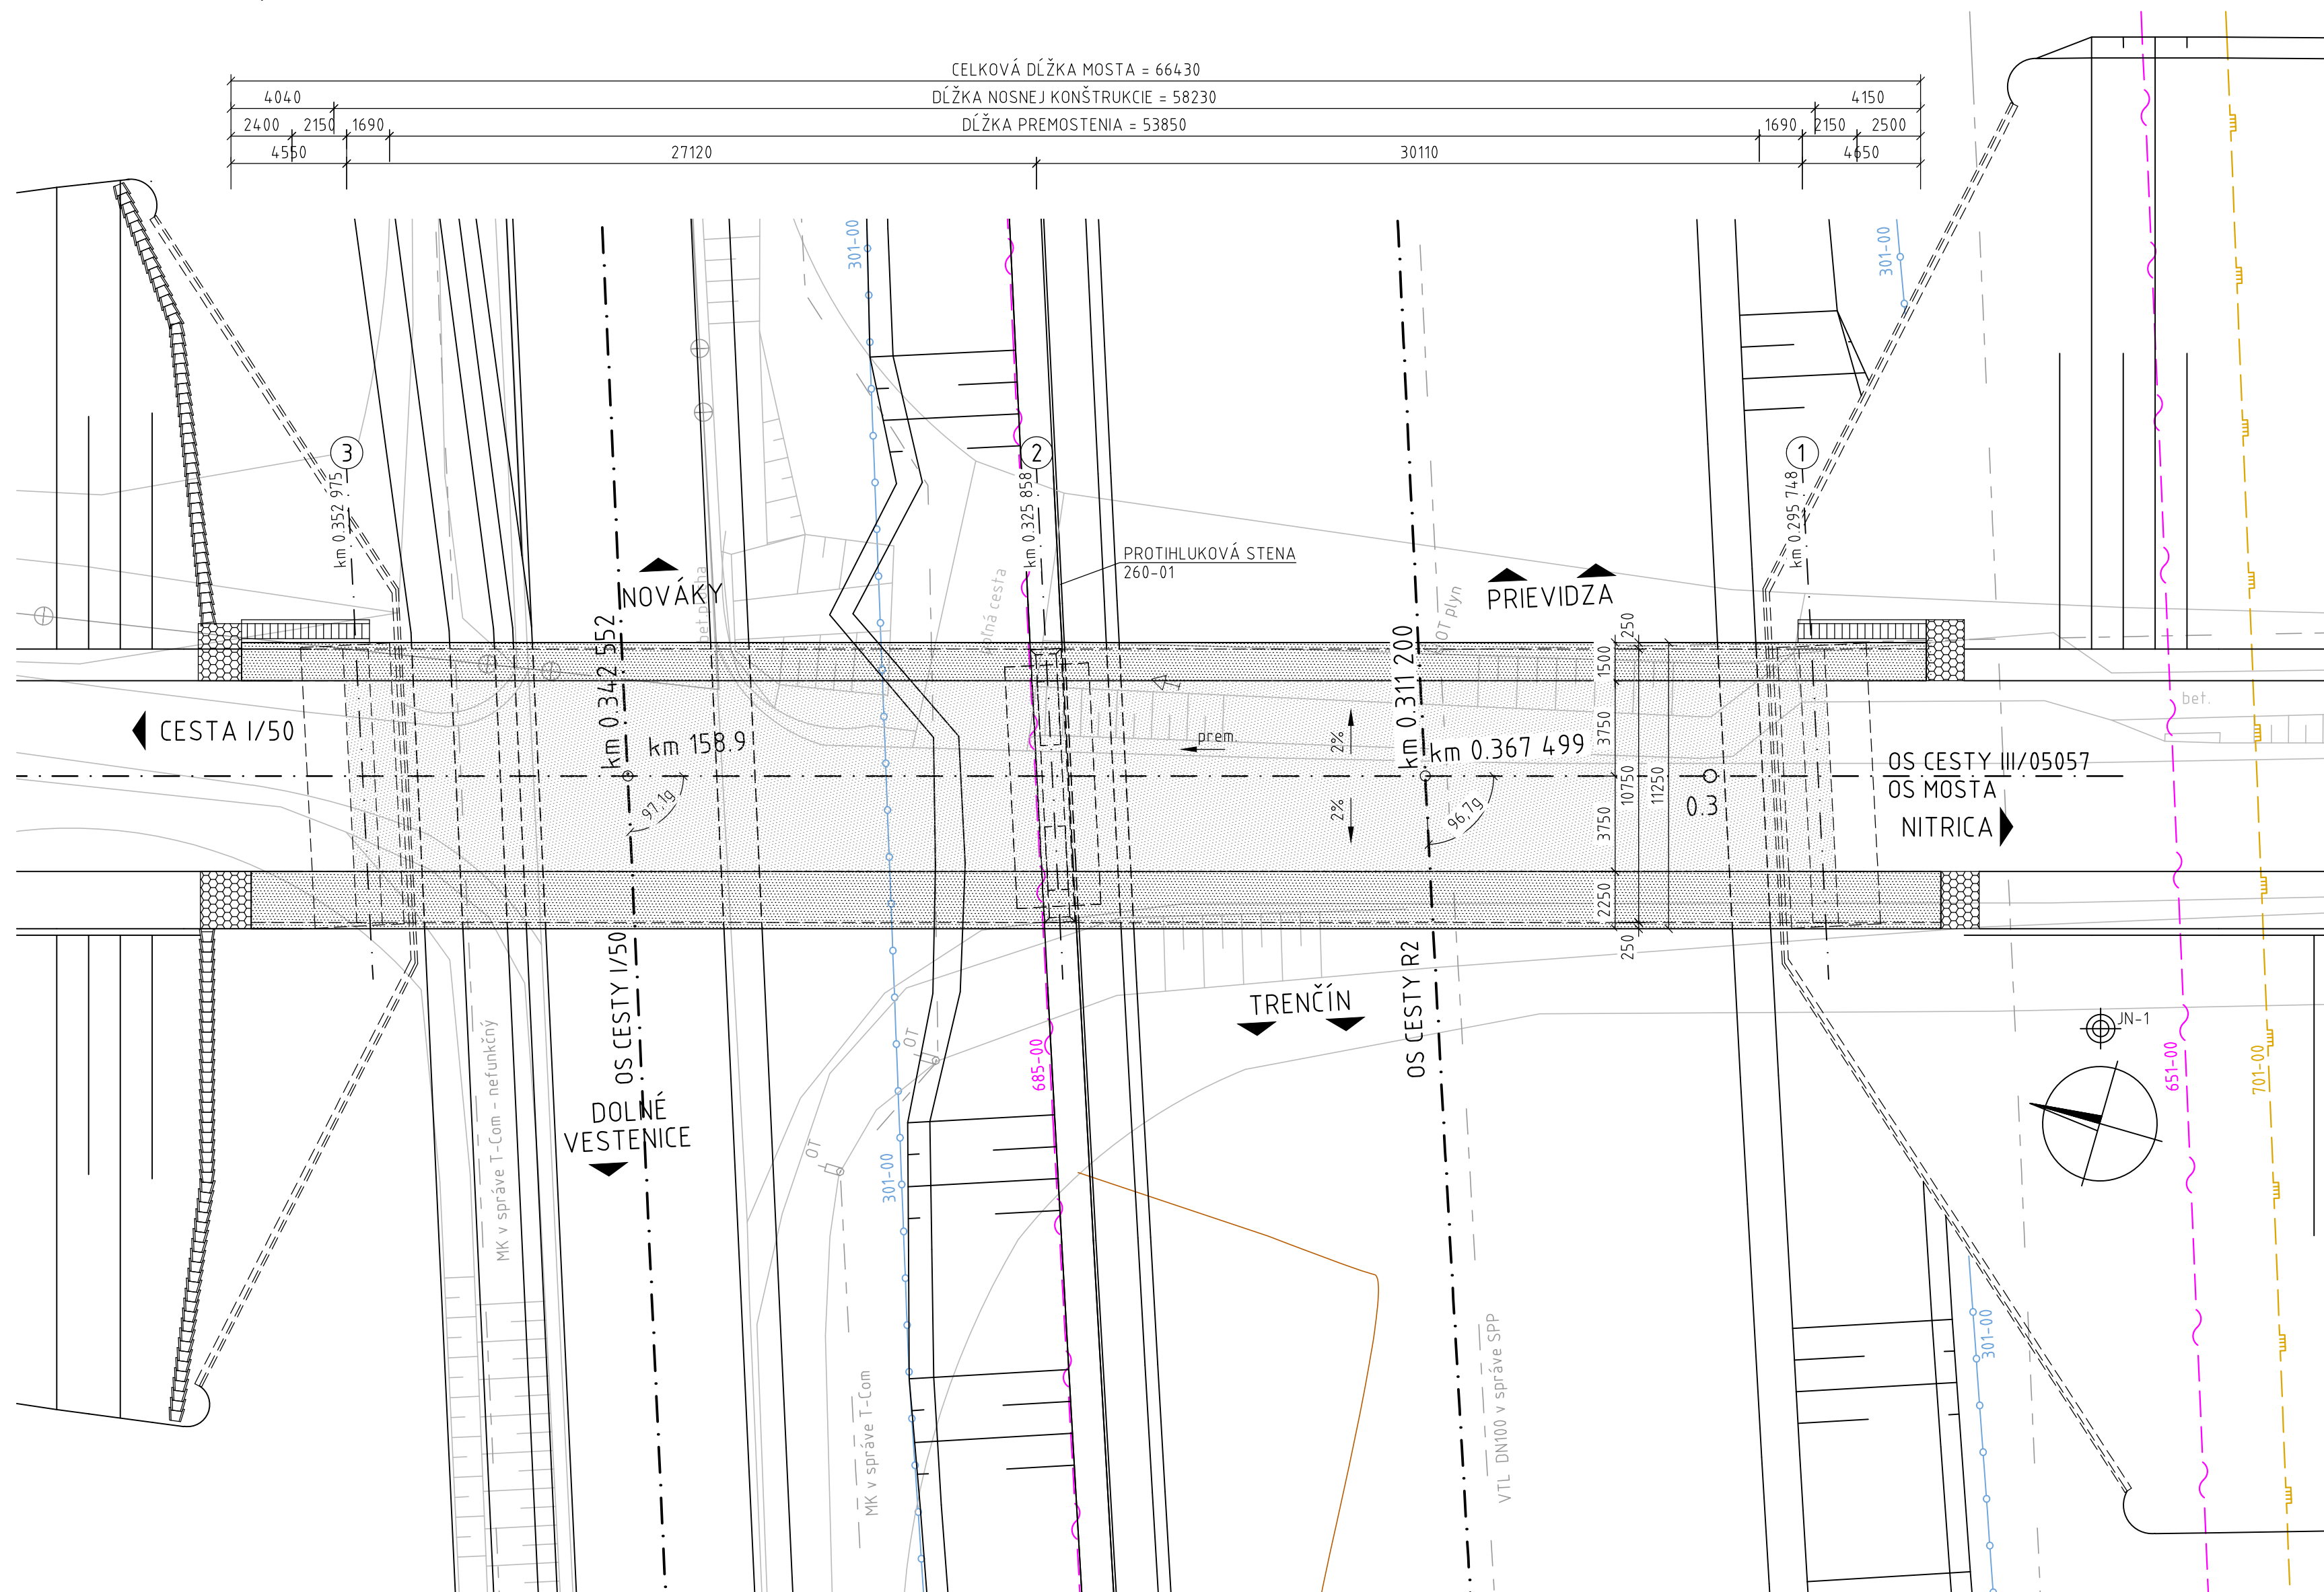 CELKOVÁ DĹŽKA MOSTA = 66430
4040
DĹŽKA NOSNEJ KONŠTRUKCIE = 58230
4150
2400
2150
1690
DĹŽKA PREMOSTENIA = 53850
1690
2150
2500
4550
27120
30110
4650
301-00
301-00
3
2
1
km 0.352 975
km 0.325 858
km 0.295 748
PROTIHLUKOVÁ STENA
260-01
NOVÁKY
PRIEVIDZA
OT plyn
km 0.342 552
km 0.311 200
250
1500
3750
10750
11250
3750
2250
250
CESTA I/50
km 158.9
prem.
2%
2%
km 0.367 499
97.1g
96,7g
0.3
bet.
OS CESTY III/05057
OS MOSTA
NITRICA
OS CESTY I/50
OS CESTY R2
TRENČÍN
JN-1
MK v správe T-Com - nefunkčný
DOLNÉ
VESTENICE
OT
OT
685-00
651-00
701-00
301-00
301-00
MK v správe T-Com
VTL DN100 v správe SPP